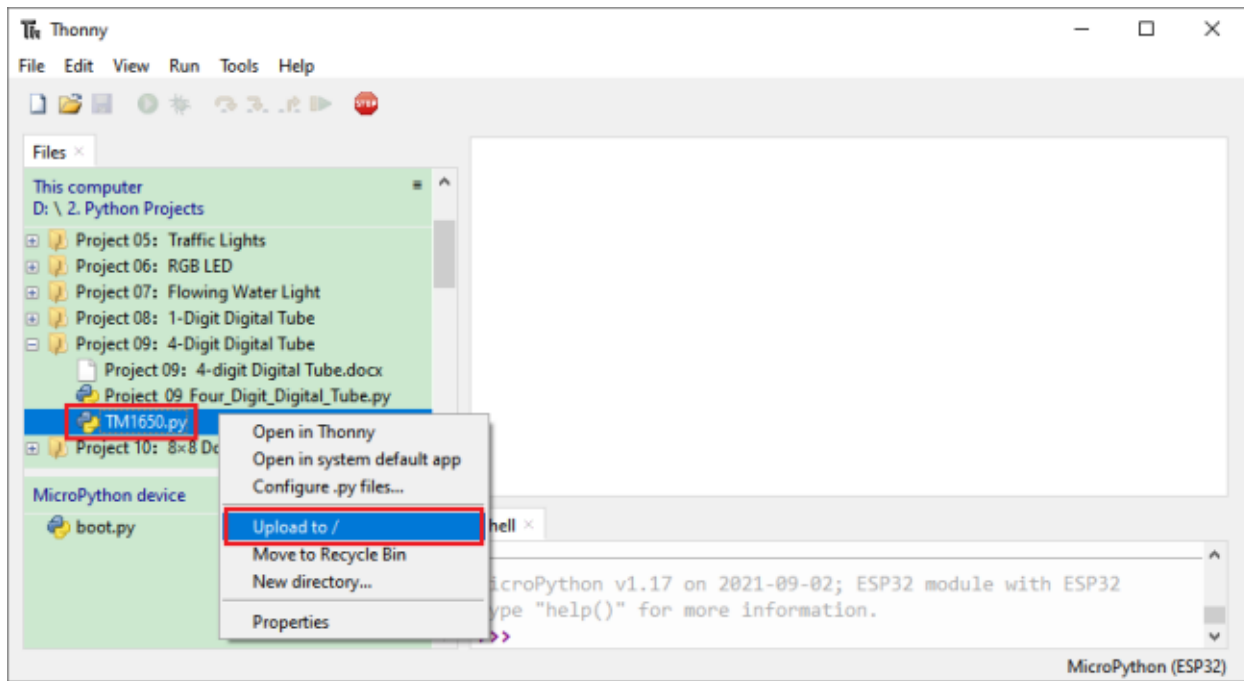 Thonny
File Edit View Run Tools Help
STOP
Files
This computer
D: \ 2. Python Projects
Project 05: Traffic Lights
Project 06: RGB LED
Project 07: Flowing Water Light
Project 08: 1-Digit Digital Tube
Project 09: 4-Digit Digital Tube
Project 09: 4-digit Digital Tube.docx
Project 09 Four_Digit_Digital_Tube.py
TM1650.py
Project 10: 8×8 Do
Open in Thonny
Open in system default app
Configure .py files...
Upload to /
Move to Recycle Bin
New directory...
Properties
MicroPython device
boot.py
hell
icroPython v1.17 on 2021-09-02; ESP32 module with ESP32
ype "help()" for more information.
>>>
MicroPython (ESP32)